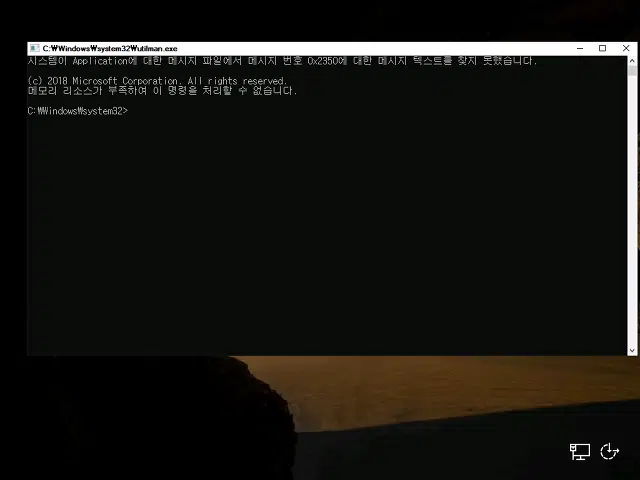 C:₩Windows₩system32₩utilman.exe
시스템이 Application에 대한 메시지 파일에서 메시지 번호 0x2350에 대한 메시지 텍스트를 찾지 못했습니다.
(c) 2018 Microsoft Corporation. All rights reserved.
메모리 리소스가 부족하여 이 명령을 처리할 수 없습니다.
C:₩Windows₩system32>